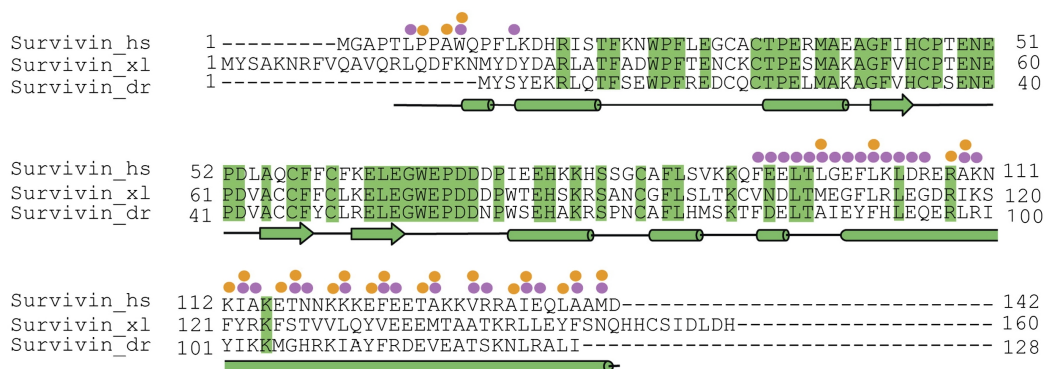 Survivin_hs 1 ---------MGAPTLPPAWQPFLKDHRISTFKNWPFLEGCACTPERMAEAGFIHCPTENE 51
Survivin_xl 1 MYSAKNRFVQAVQRLQDFKNMYDYDARLATFADWPFTENCKCTPESMAKAGFVHCPTENE 60
Survivin_dr 1 --------------------MYSYEKRLQTFSEWPFREDCQCTPELMAKAGFVHCPSENE 40
Survivin_hs 52 PDLAQCFFCFKELEGWEPDDDPIEEHKKHSSGCAFLSVKKQFEELTLGEFLKLDRERAKN 111
Survivin_xl 61 PDVACCFFCLKELEGWEPDDDPWTEHSKRSANCGFLSLTKCVNDLTMEGFLRLEGDRIKS 120
Survivin_dr 41 PDVACCFYCLRELEGWEPDDNPWSEHAKRSPNCAFLHMSKTFDELTAIEYFHLEQERLRI 100
Survivin_hs 112 KIAKETNNKKKEFEETAKKVRRAIEQLAAMD----------------------------- 142
Survivin_xl 121 FYRKFSTVVLQYVEEEMTAATKRLLEYFSNQHHCSIDLDH-------------------- 160
Survivin_dr 101 YIKKMGHRKIAYFRDEVEATSKNLRALI-------------------------------- 128